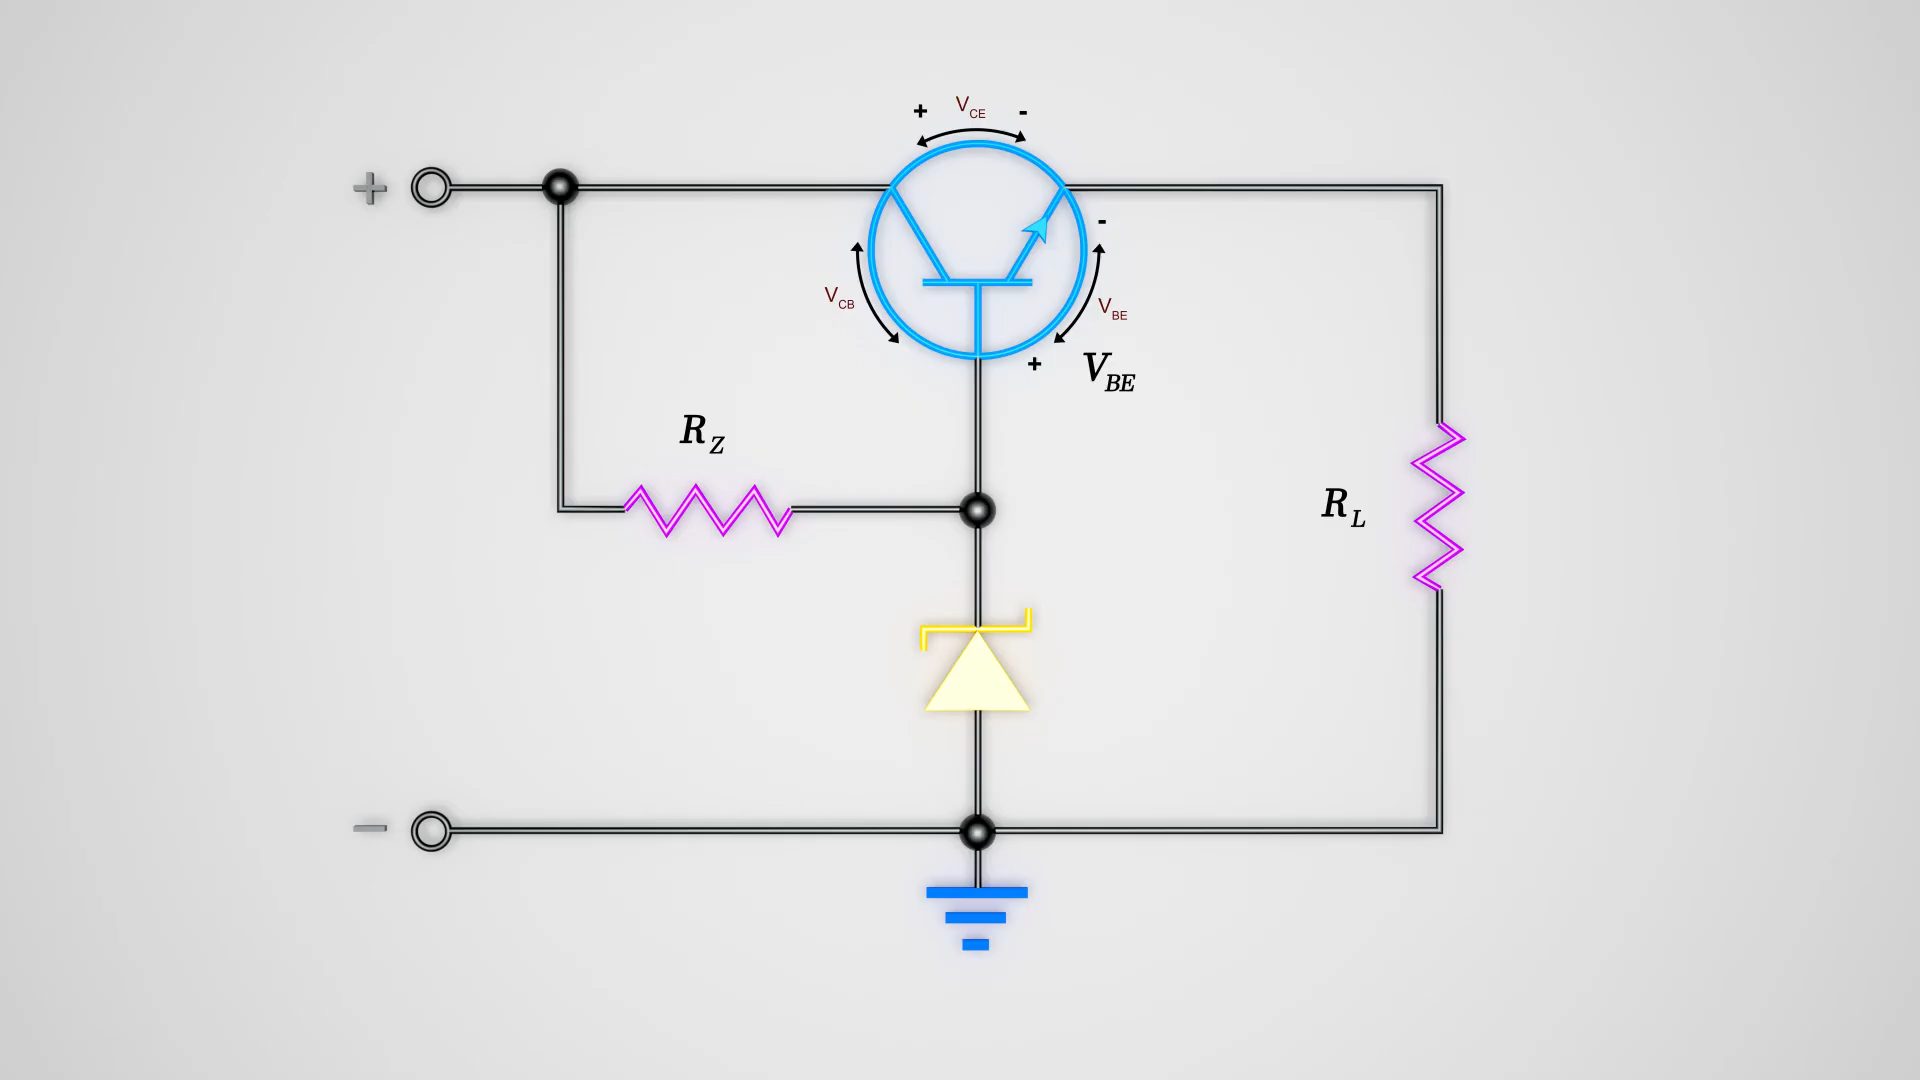 + V_CE -
+
-
V_CB
V_BE
+ V_BE
R_Z
R_L
−